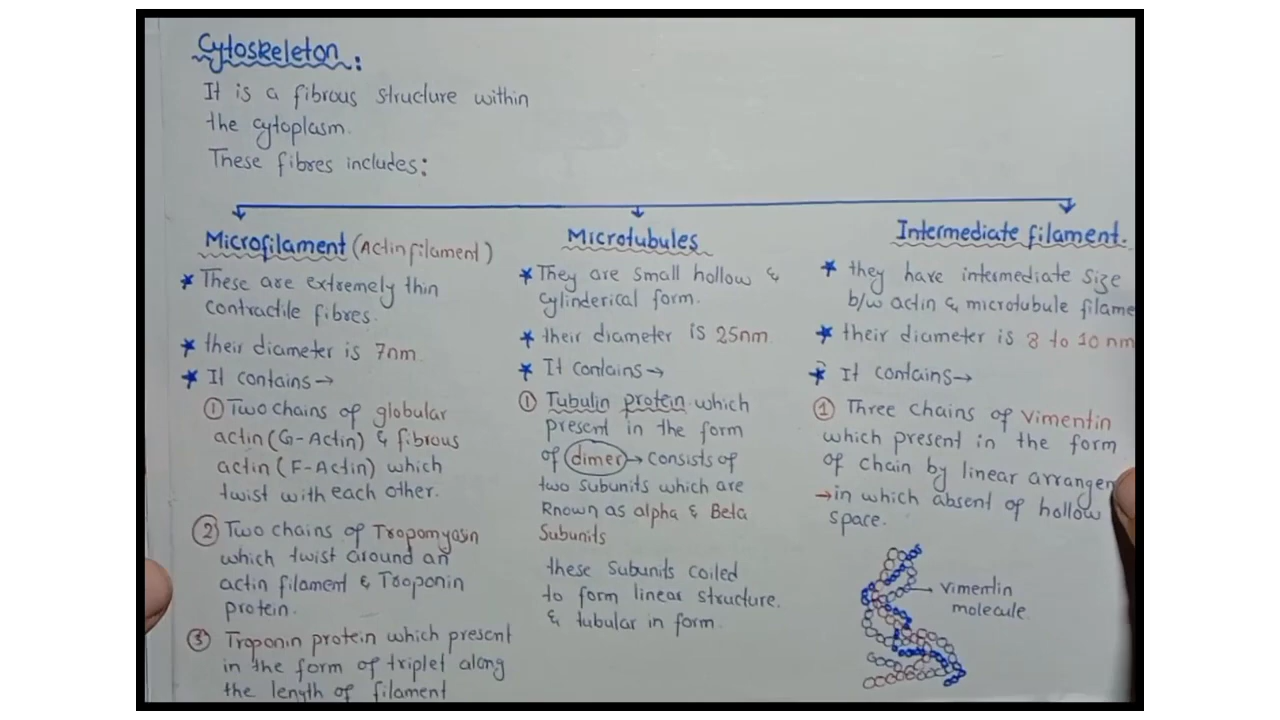 Cytoskeleton:
It is a fibrous structure within
the cytoplasm.
These fibres includes:
Microfilament (Actin filament)
★ These are extremely thin
contractile fibres.
★ their diameter is 7nm
★ It contains →
① Two chains of globular
actin (G-Actin) & fibrous
actin (F-Actin) which
twist with each other.
② Two chains of Tropomyosin
which twist around an
actin filament & Troponin
protein.
③ Troponin protein which present
in the form of triplet along
the length of filament
Microtubules
★ They are small hollow &
cylinderical form.
★ their diameter is 25nm
★ It contains →
① Tubulin protein which
present in the form
of dimer → consists of
two subunits which are
Known as alpha & Beta
Subunits
these subunits coiled
to form linear structure.
& tubular in form.
Intermediate filament.
★ they have intermediate size
b/w actin & microtubule filame
★ their diameter is 8 to 10 nm
★ It contains →
① Three chains of vimentin
which present in the form
of chain by linear arrangem
→ in which absent of hollow
space.
vimentin
molecule